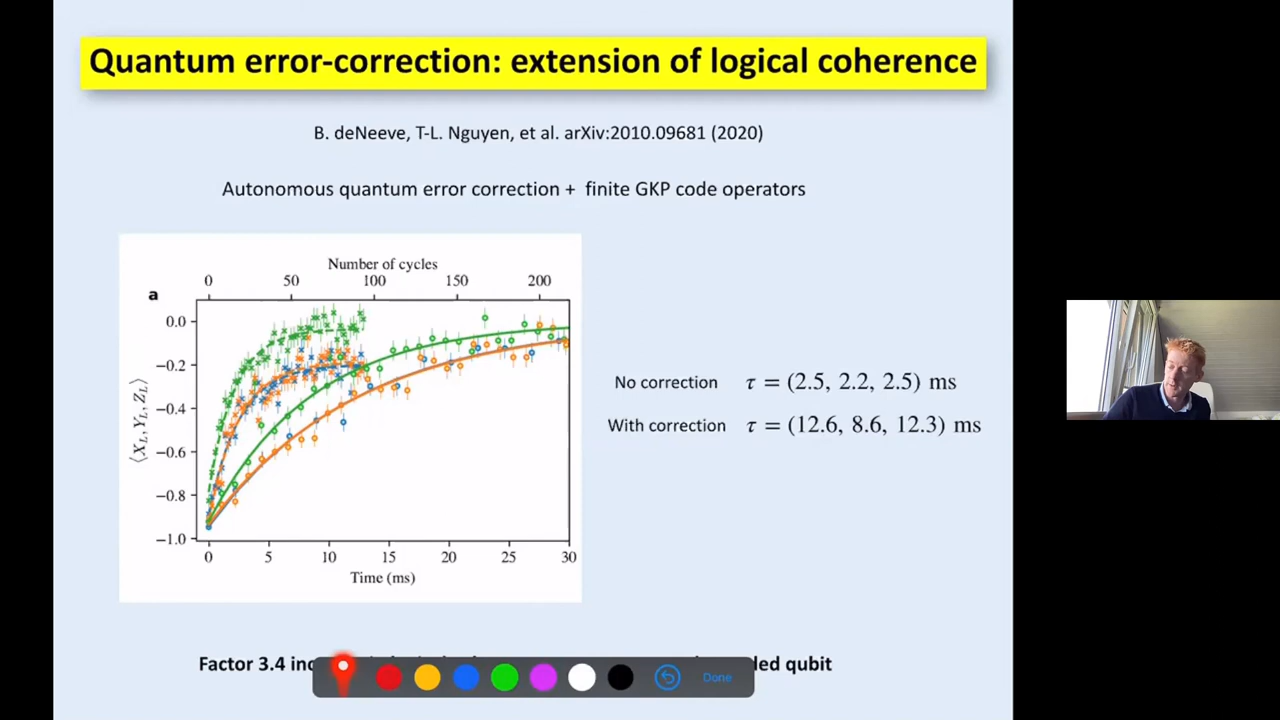 Quantum error-correction: extension of logical coherence
B. deNeeve, T-L. Nguyen, et al. arXiv:2010.09681 (2020)
Autonomous quantum error correction + finite GKP code operators
Number of cycles
0 50 100 150 200
a
0.0
−0.2
−0.4
−0.6
−0.8
−1.0
⟨X_L, Y_L, Z_L⟩
0 5 10 15 20 25 30
Time (ms)
No correction τ = (2.5, 2.2, 2.5) ms
With correction τ = (12.6, 8.6, 12.3) ms
Factor 3.4 qubit
Done